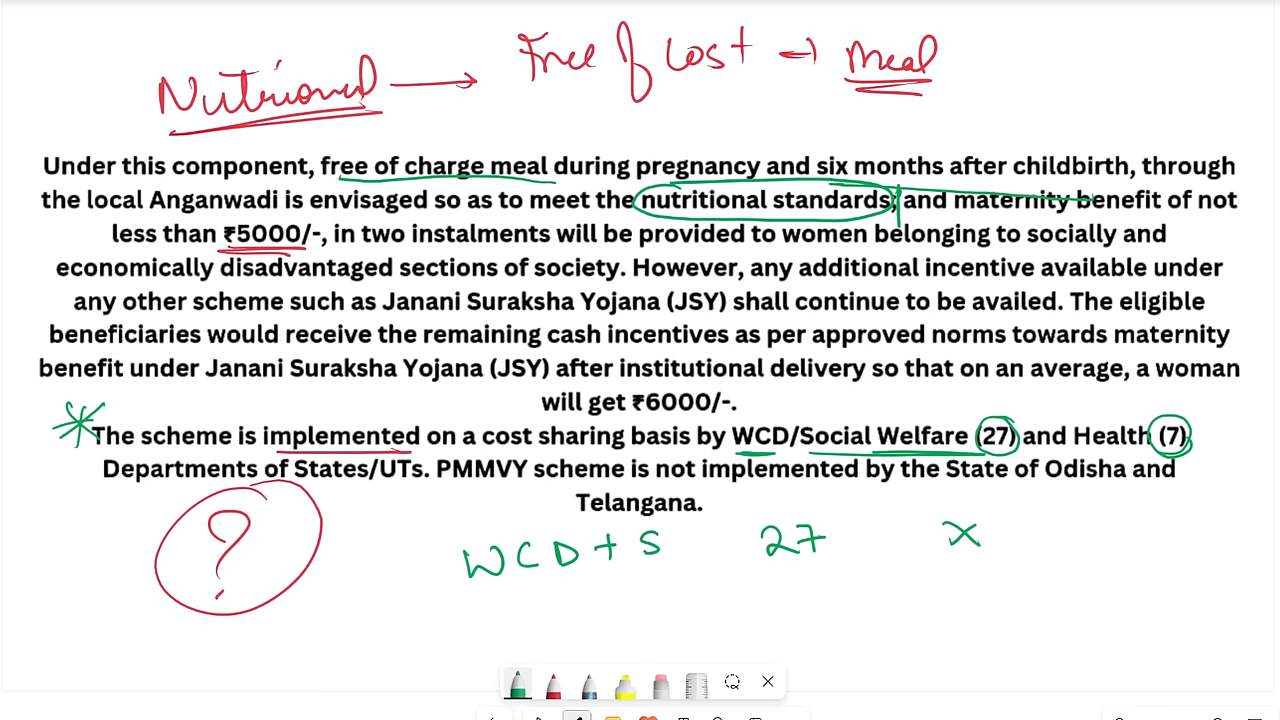 Free of cost → meal
Nutrional →
Under this component, free of charge meal during pregnancy and six months after childbirth, through
the local Anganwadi is envisaged so as to meet the nutritional standards; and maternity benefit of not
less than ₹5000/-, in two instalments will be provided to women belonging to socially and
economically disadvantaged sections of society. However, any additional incentive available under
any other scheme such as Janani Suraksha Yojana (JSY) shall continue to be availed. The eligible
beneficiaries would receive the remaining cash incentives as per approved norms towards maternity
benefit under Janani Suraksha Yojana (JSY) after institutional delivery so that on an average, a woman
will get ₹6000/-.
The scheme is implemented on a cost sharing basis by WCD/Social Welfare (27) and Health (7)
Departments of States/UTs. PMMVY scheme is not implemented by the State of Odisha and
Telangana.
?
WCD + S 27 x